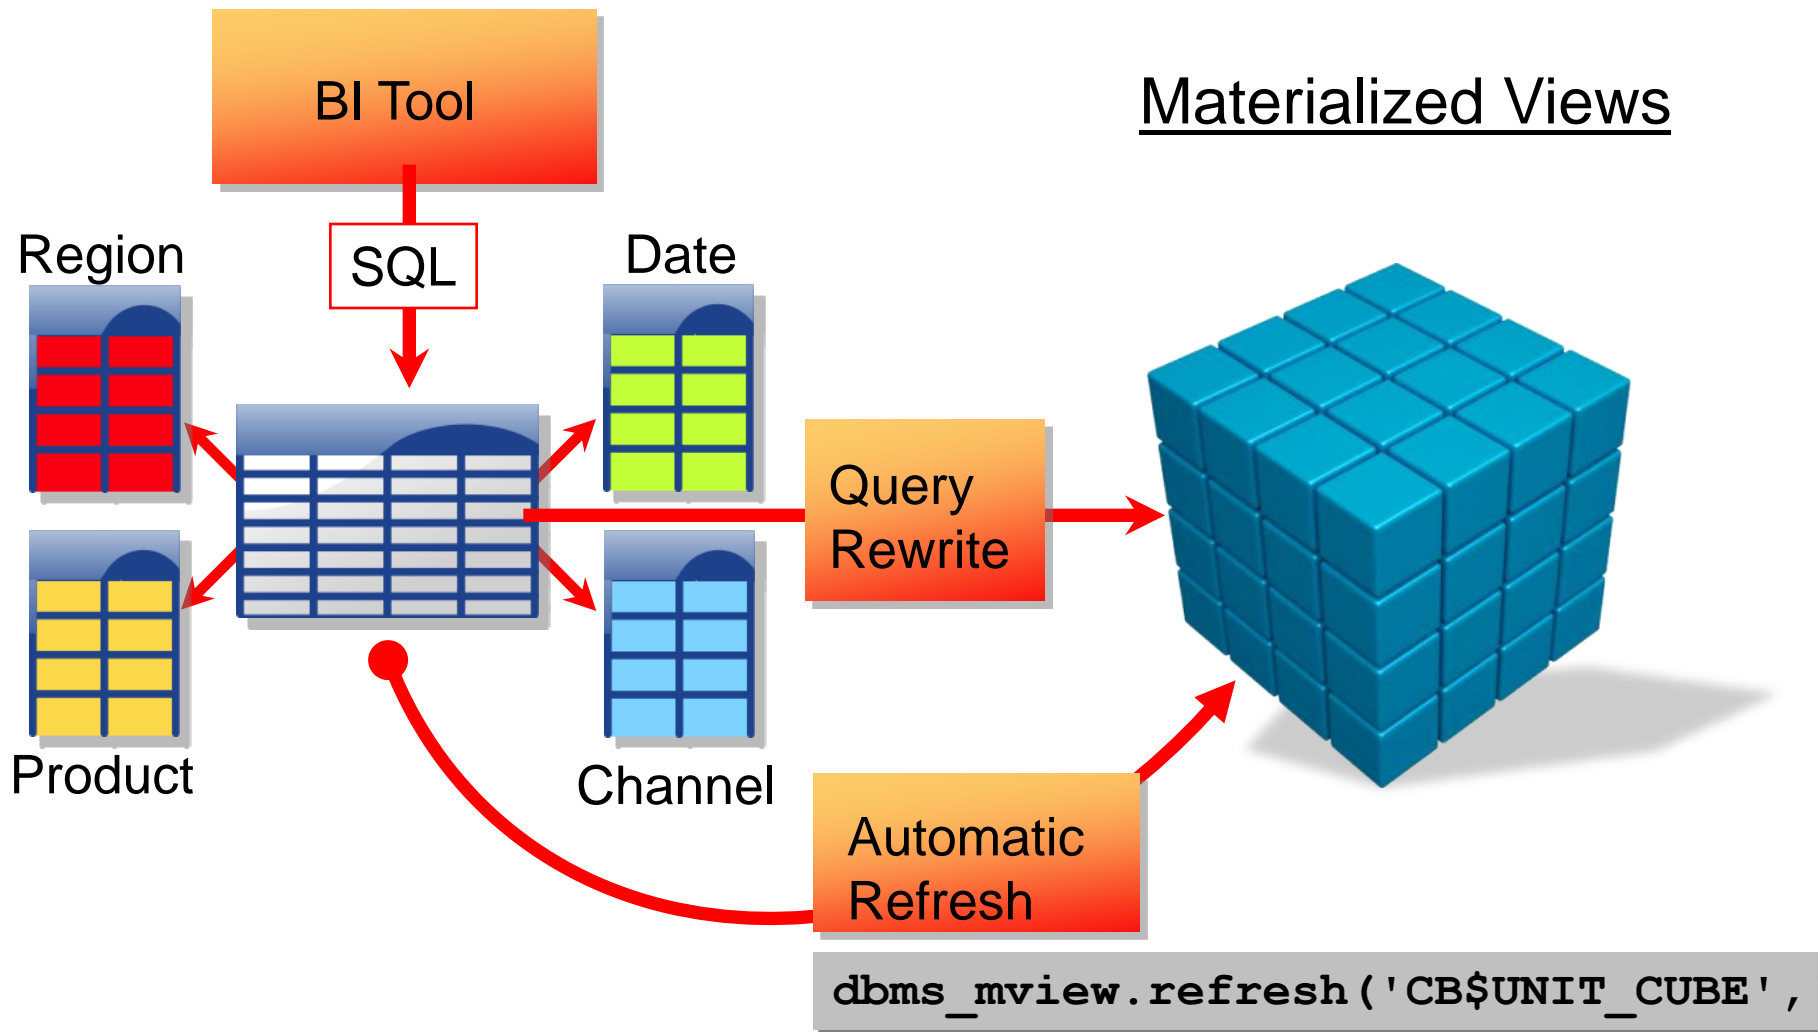 BI Tool
Materialized Views
SQL
Region
Date
Query
Rewrite
Product
Channel
Automatic
Refresh
dbms_mview.refresh('CB$UNIT_CUBE',